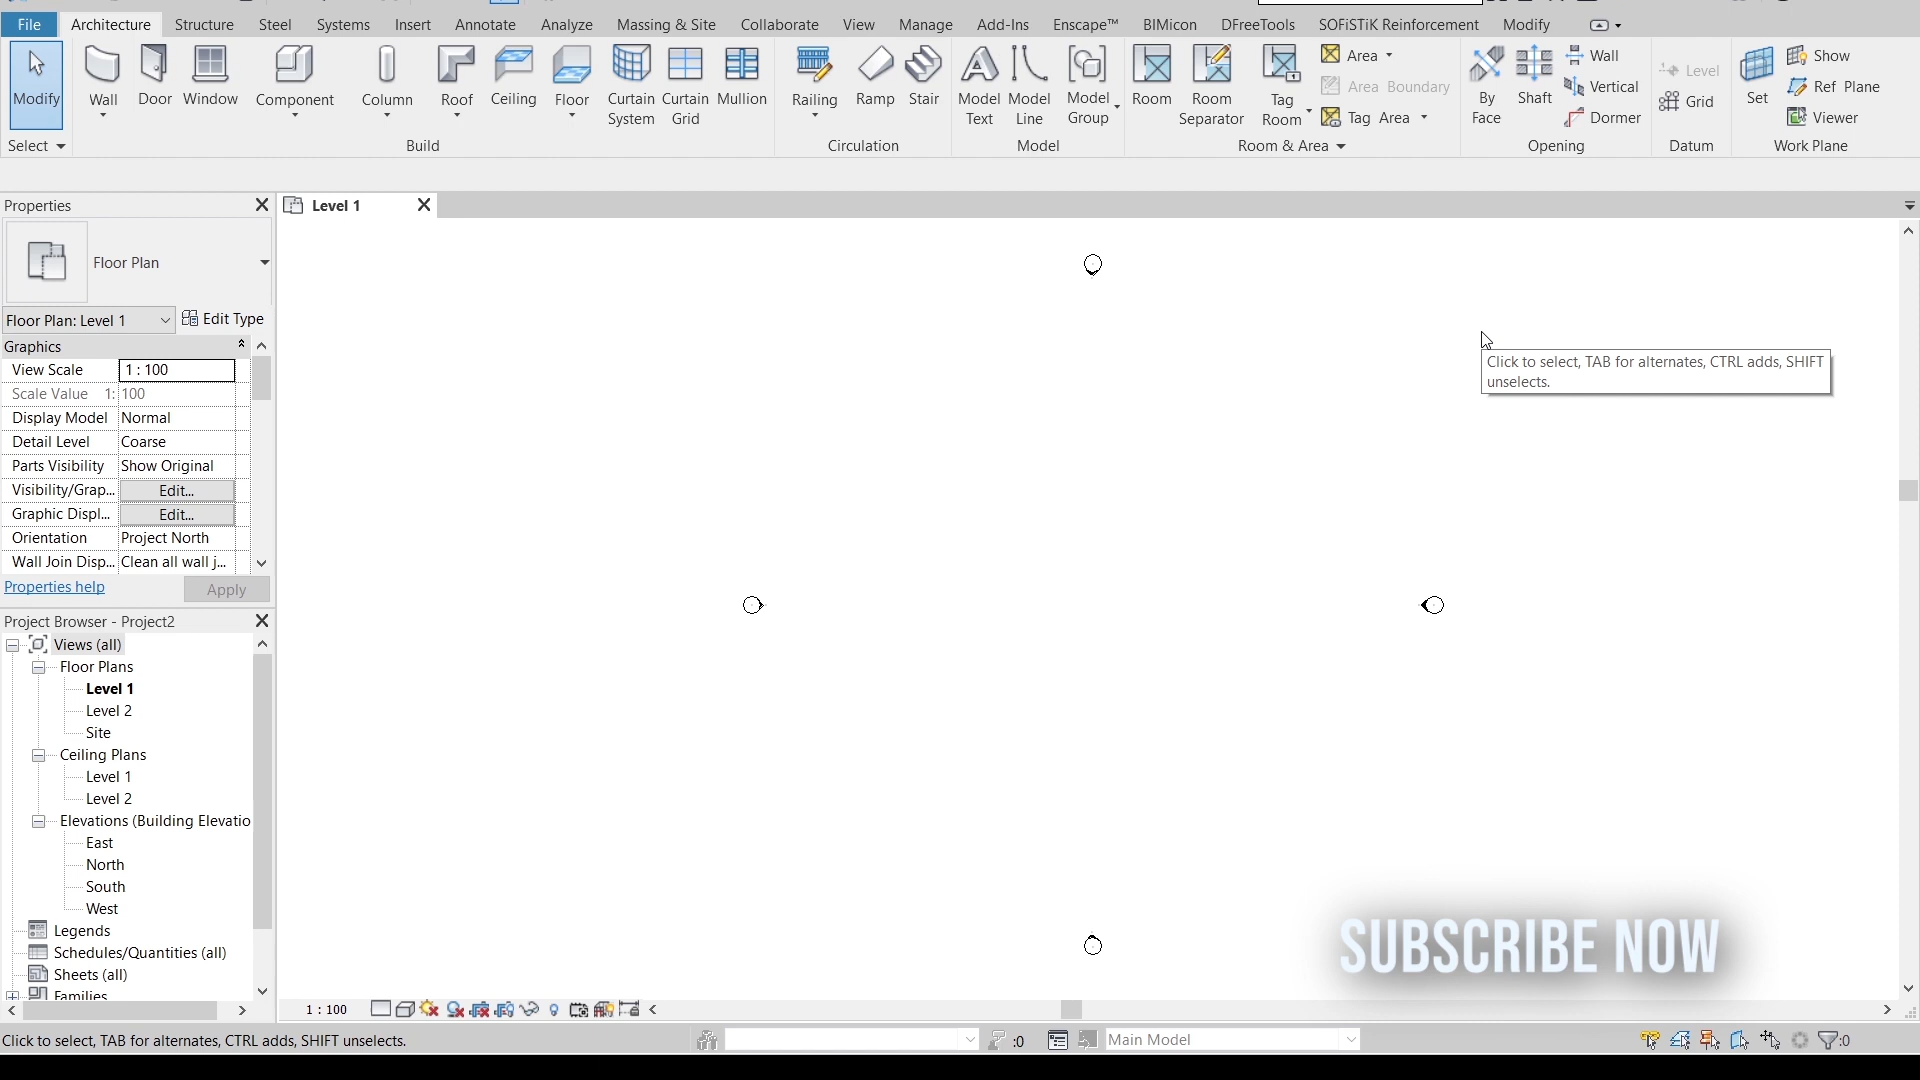 File Architecture Structure Steel Systems Insert Annotate Analyze Massing & Site Collaborate View Manage Add-Ins Enscape™ BIMicon DFreeTools SOFiSTiK Reinforcement Modify
Modify
Wall
Door
Window
Component
Column
Roof
Ceiling
Floor
Curtain
System
Curtain
Grid
Mullion
Railing
Ramp
Stair
Model
Text
Model
Line
Model
Group
Room
Room
Separator
Tag
Room
Area
Area Boundary
Tag Area
By
Face
Shaft
Wall
Vertical
Dormer
Level
Grid
Set
Show
Ref Plane
Viewer
Select
Build
Circulation
Model
Room & Area
Opening
Datum
Work Plane
Properties
Level 1
Floor Plan
Floor Plan: Level 1
Edit Type
Graphics
View Scale 1 : 100
Scale Value 1: 100
Display Model Normal
Detail Level Coarse
Parts Visibility Show Original
Visibility/Grap... Edit...
Graphic Displ... Edit...
Orientation Project North
Wall Join Disp... Clean all wall j...
Properties help
Apply
Project Browser - Project2
Views (all)
Floor Plans
Level 1
Level 2
Site
Ceiling Plans
Level 1
Level 2
Elevations (Building Elevatio
East
North
South
West
Legends
Schedules/Quantities (all)
Sheets (all)
Families
Click to select, TAB for alternates, CTRL adds, SHIFT
unselects.
SUBSCRIBE NOW
1 : 100
Click to select, TAB for alternates, CTRL adds, SHIFT unselects.
:0
Main Model
:0